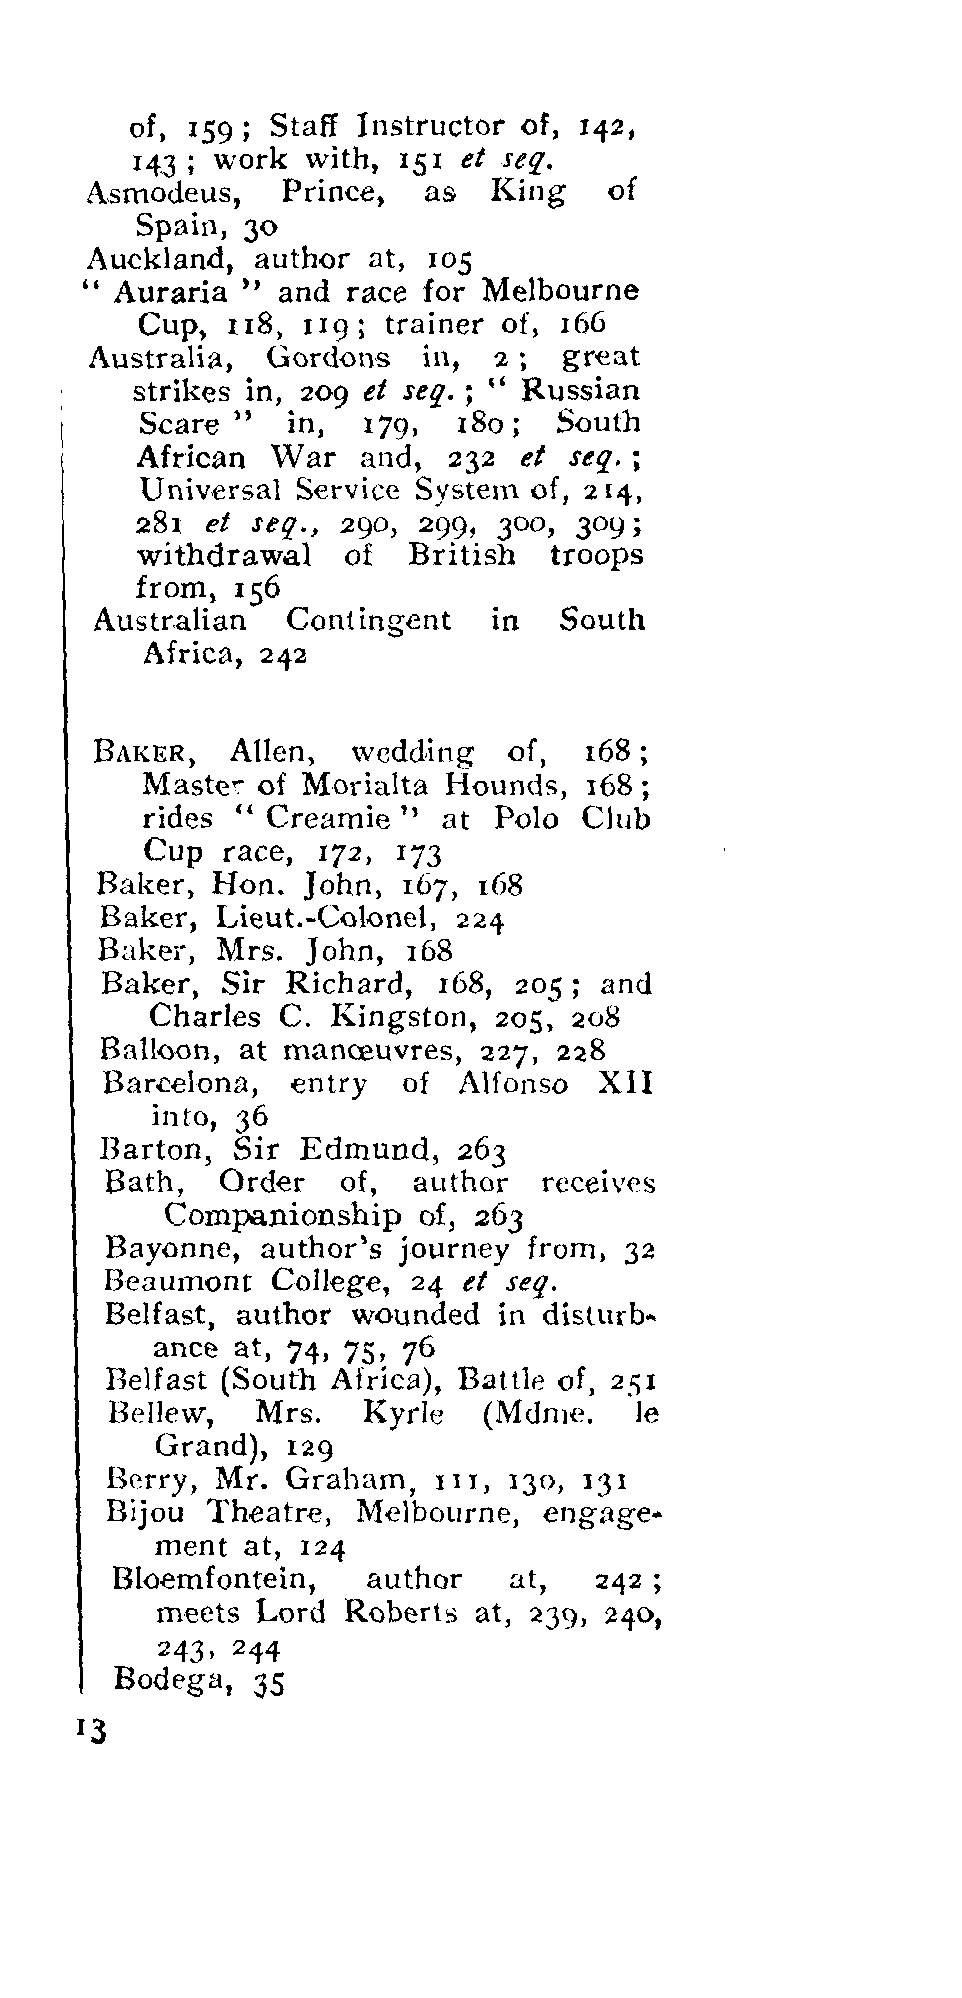 of, 159; Staff Instructor of, 142,
143; work with, 151 et seq.
Asmodeus, Prince, as King of
Spain, 30
Auckland, author at, 105
“ Auraria ” and race for Melbourne
Cup, 118, 119; trainer of, 166
Australia, Gordons in, 2; great
strikes in, 209 et seq.; “ Russian
Scare ” in, 179, 180; South
African War and, 232 et seq.;
Universal Service System of, 214,
281 et seq., 290, 299, 300, 309;
withdrawal of British troops
from, 156
Australian Contingent in South
Africa, 242
BAKER, Allen, wedding of, 168;
Master of Morialta Hounds, 168;
rides “ Creamie ” at Polo Club
Cup race, 172, 173
Baker, Hon. John, 167, 168
Baker, Lieut.-Colonel, 224
Baker, Mrs. John, 168
Baker, Sir Richard, 168, 205; and
Charles C. Kingston, 205, 208
Balloon, at manœuvres, 227, 228
Barcelona, entry of Alfonso XII
into, 36
Barton, Sir Edmund, 263
Bath, Order of, author receives
Companionship of, 263
Bayonne, author's journey from, 32
Beaumont College, 24 et seq.
Belfast, author wounded in disturb-
ance at, 74, 75, 76
Belfast (South Africa), Battle of, 251
Bellew, Mrs. Kyrle (Mdme. le
Grand), 129
Berry, Mr. Graham, 111, 130, 131
Bijou Theatre, Melbourne, engage-
ment at, 124
Bloemfontein, author at, 242;
meets Lord Roberts at, 239, 240,
243, 244
Bodega, 35
13